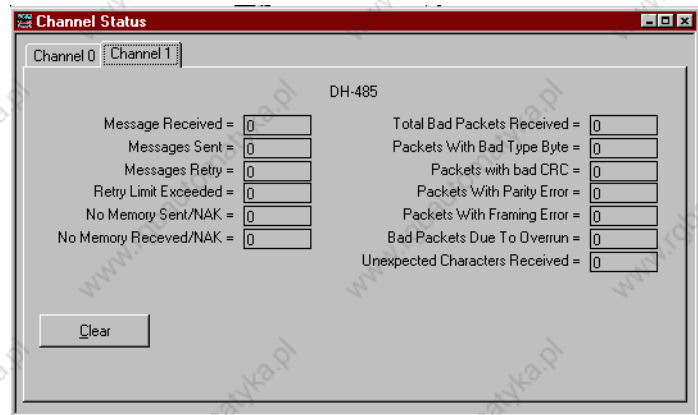 Channel Status
Channel 0 Channel 1
DH-485
Message Received = 0
Messages Sent = 0
Messages Retry = 0
Retry Limit Exceeded = 0
No Memory Sent/NAK = 0
No Memory Receved/NAK = 0
Total Bad Packets Received = 0
Packets With Bad Type Byte = 0
Packets with bad CRC = 0
Packets With Parity Error = 0
Packets With Framing Error = 0
Bad Packets Due To Overrun = 0
Unexpected Characters Received = 0
Clear
www.rgbautomatyka.pl